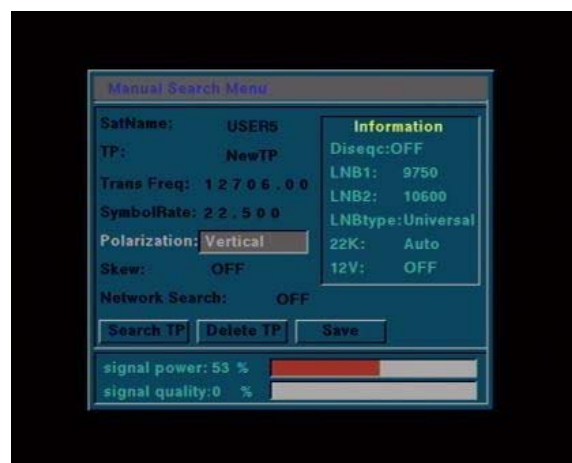 Manual Search Menu
SatName: USER5
TP: NewTP
Trans Freq: 12706.00
SymbolRate: 22.500
Polarization: Vertical
Skew: OFF
Network Search: OFF
Search TP Delete TP Save
Information
Diseqc:OFF
LNB1: 9750
LNB2: 10600
LNBtype:Universal
22K: Auto
12V: OFF
signal power: 53 %
signal quality:0 %